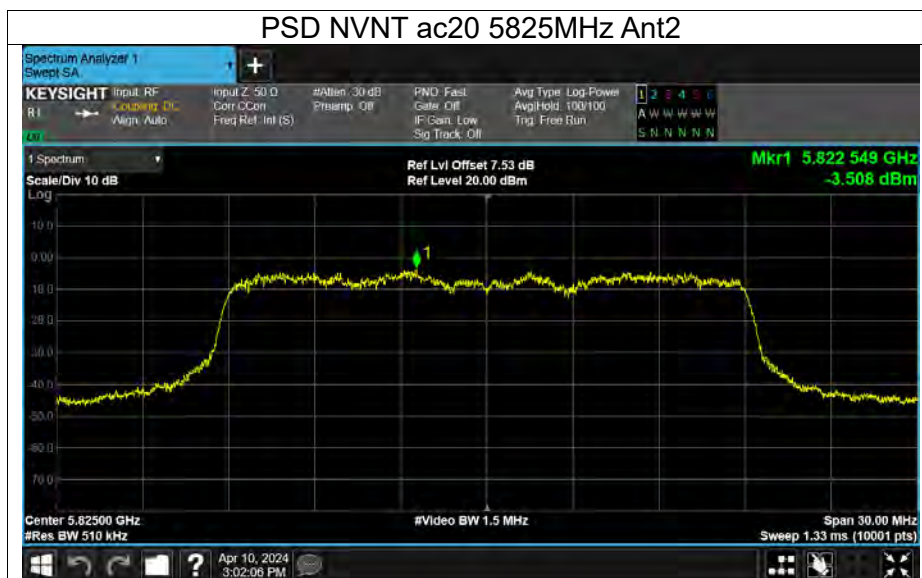 PSD NVNT ac20 5825MHz Ant2
Spectrum Analyzer 1
Swept SA
+
KEYSIGHT Input: RF Input Z: 50 Ω #Atten: 30 dB PNO: Fast Avg Type: Log-Power 1 2 3 4 5 6
R L Coupling: DC Corr CCorr Preamp: Off Gate: Off Avg|Hold: 100/100 A W W W W W
Align: Auto Freq Ref: Int (S) IF Gain: Low Trig: Free Run S N N N N N
Sig Track: Off
1 Spectrum Ref Lvl Offset 7.53 dB Mkr1 5.822 549 GHz
Scale/Div 10 dB Ref Level 20.00 dBm -3.508 dBm
Log
10.0
0.00
1
-10.0
-20.0
-30.0
-40.0
-50.0
-60.0
-70.0
Center 5.82500 GHz #Video BW 1.5 MHz Span 30.00 MHz
#Res BW 510 kHz Sweep 1.33 ms (10001 pts)
? Apr 10, 2024
3:02:06 PM